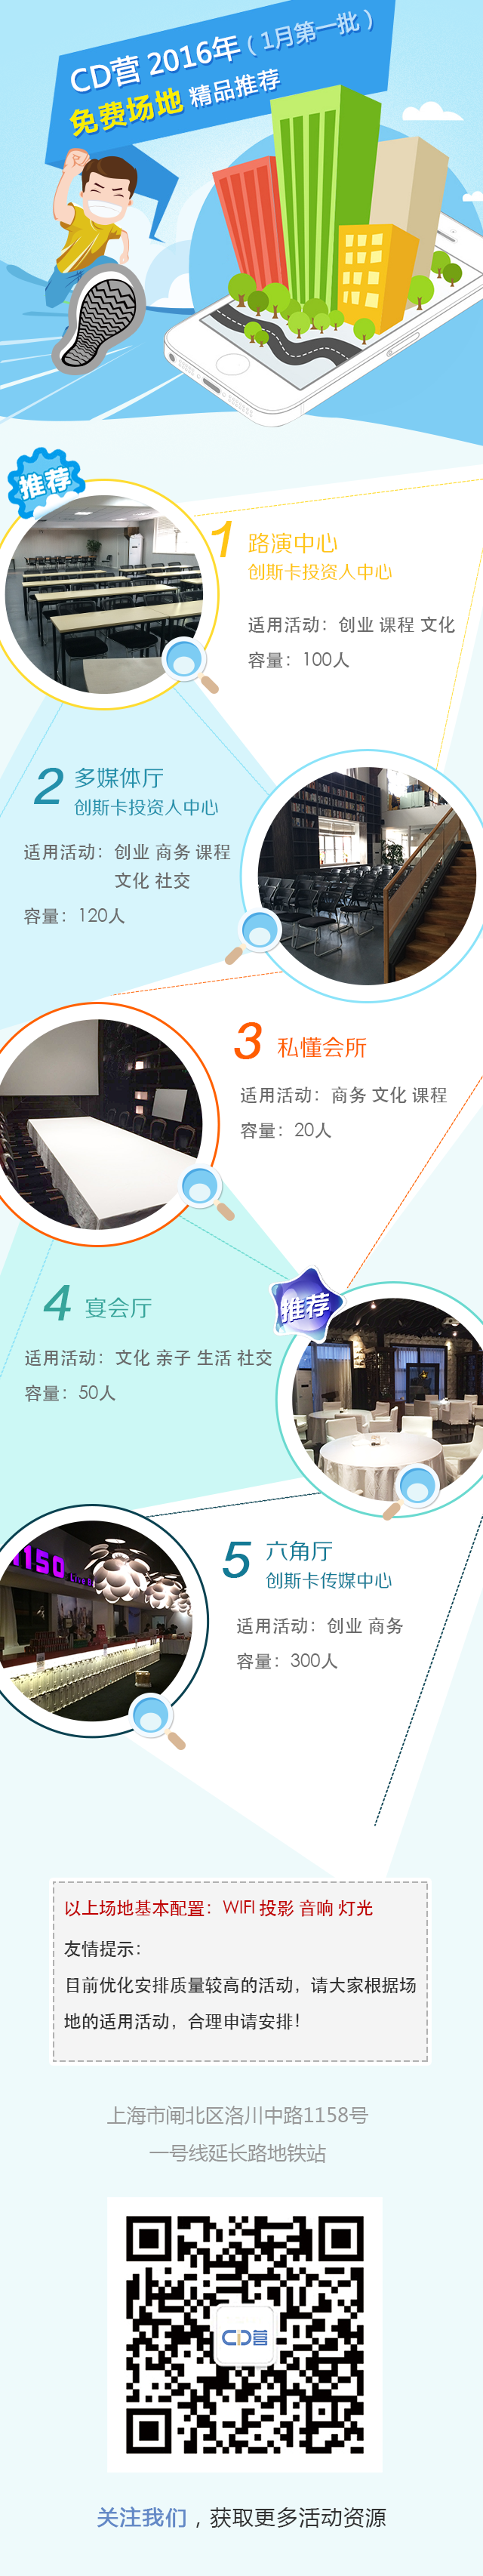 CD营 2016年（1月第一批）
免费场地 精品推荐
推荐
1 路演中心
创斯卡投资人中心
适用活动：创业 课程 文化
容量：100人
2 多媒体厅
创斯卡投资人中心
适用活动：创业 商务 课程
文化 社交
容量：120人
3 私懂会所
适用活动：商务 文化 课程
容量：20人
推荐
4 宴会厅
适用活动：文化 亲子 生活 社交
容量：50人
1150
5 六角厅
创斯卡传媒中心
适用活动：创业 商务
容量：300人
以上场地基本配置：WIFI 投影 音响 灯光
友情提示：
目前优化安排质量较高的活动，请大家根据场
地的适用活动，合理申请安排！
上海市闸北区洛川中路1158号
一号线延长路地铁站
CD营
关注我们，获取更多活动资源